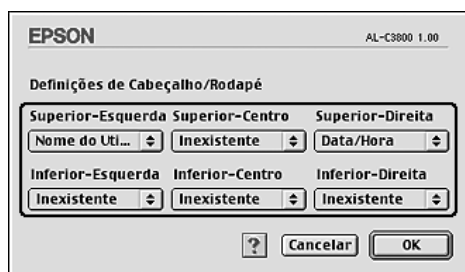 EPSON AL-C3800 1.00
Definições de Cabeçalho/Rodapé
Superior-Esquerda Superior-Centro Superior-Direita
Nome do Uti... Inexistente Data/Hora
Inferior-Esquerda Inferior-Centro Inferior-Direita
Inexistente Inexistente Inexistente
? Cancelar OK